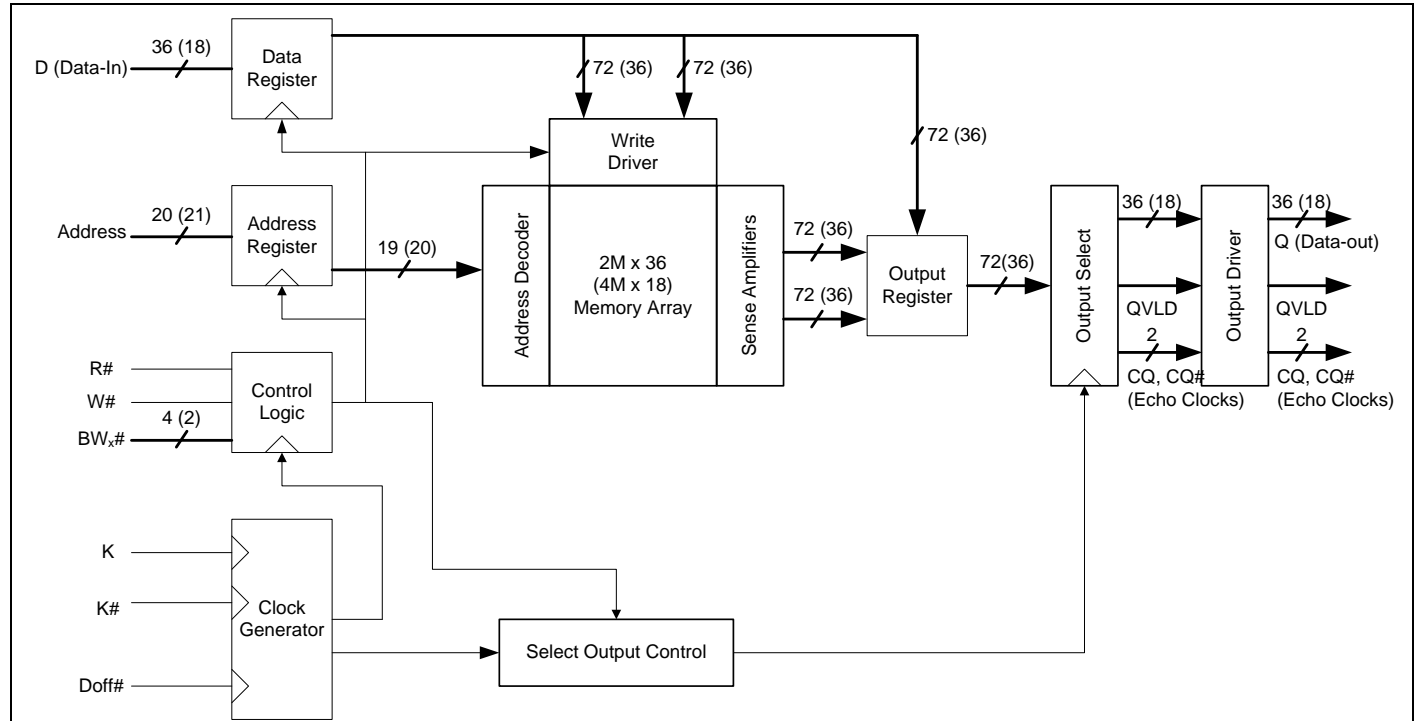 D (Data-In)
36 (18)
Data
Register
72 (36)
72 (36)
72 (36)
Write
Driver
Address
20 (21)
Address
Register
19 (20)
Address Decoder
2M x 36
(4M x 18)
Memory Array
Sense Amplifiers
72 (36)
72 (36)
Output
Register
72(36)
Output Select
36 (18)
QVLD
2
CQ, CQ#
(Echo Clocks)
Output Driver
36 (18)
Q (Data-out)
QVLD
2
CQ, CQ#
(Echo Clocks)
R#
W#
BWₓ#
4 (2)
Control
Logic
K
K#
Doff#
Clock
Generator
Select Output Control